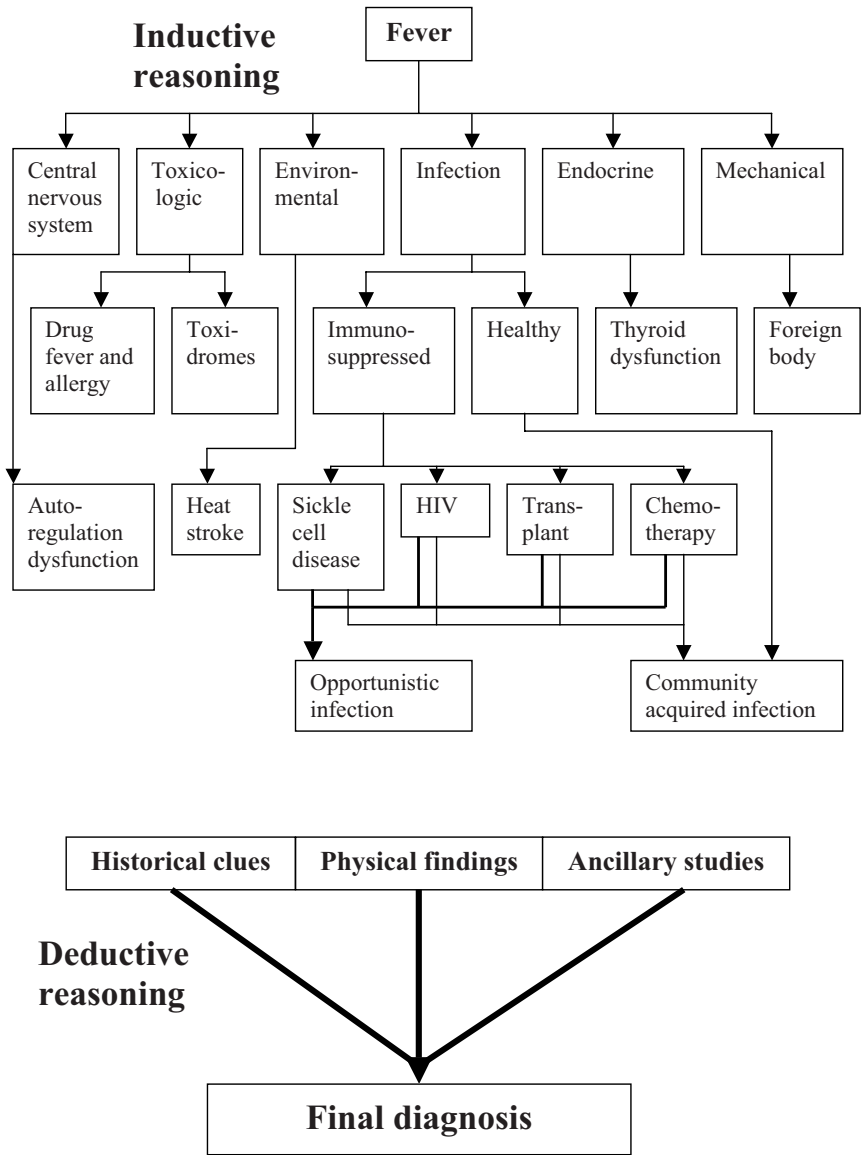 Inductive
reasoning
Fever
Central
nervous
system
Toxico-
logic
Environ-
mental
Infection
Endocrine
Mechanical
Drug
fever and
allergy
Toxi-
dromes
Immuno-
suppressed
Healthy
Thyroid
dysfunction
Foreign
body
Auto-
regulation
dysfunction
Heat
stroke
Sickle
cell
disease
HIV
Trans-
plant
Chemo-
therapy
Opportunistic
infection
Community
acquired infection
Historical clues
Physical findings
Ancillary studies
Deductive
reasoning
Final diagnosis